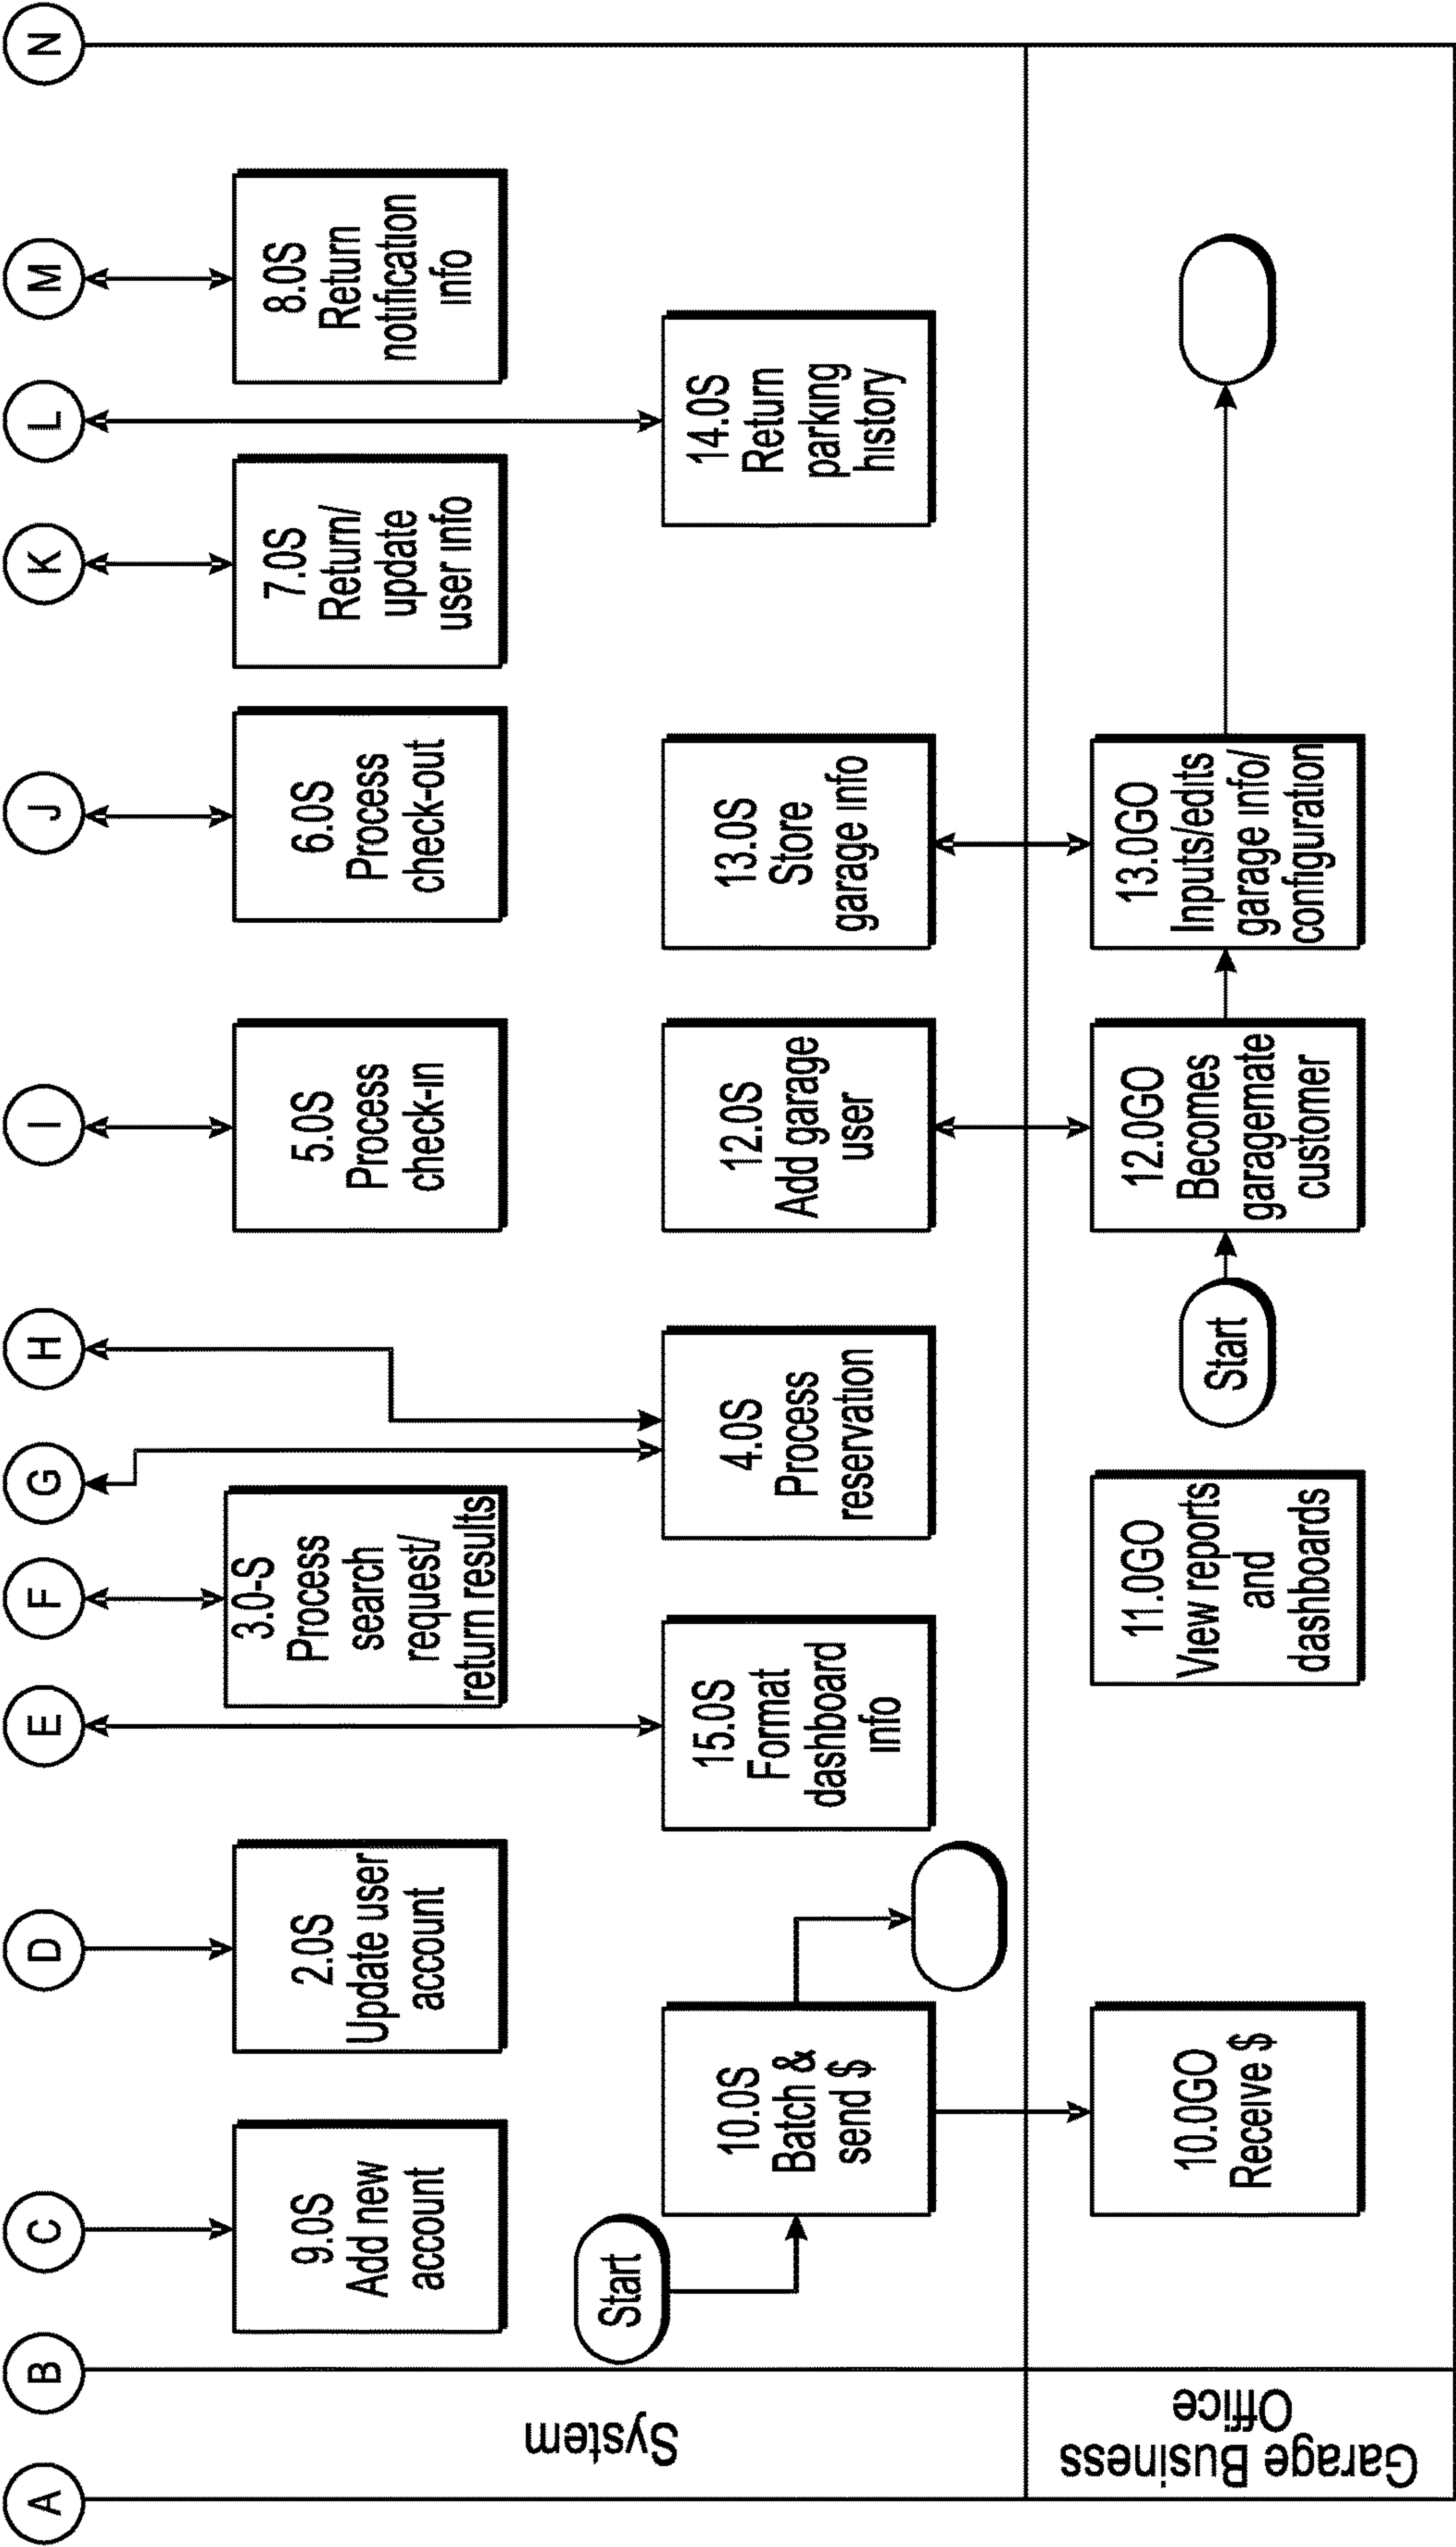 A
B
C
D
E
F
G
H
I
J
K
L
M
N
System
9.0S
Add new
account
2.0S
Update user
account
3.0-S
Process
search
request/
return results
5.0S
Process
check-in
6.0S
Process
check-out
7.0S
Return/
update
user info
8.0S
Return
notification
info
Start
10.0S
Batch &
send $
15.0S
Format
dashboard
info
4.0S
Process
reservation
12.0S
Add garage
user
13.0S
Store
garage info
14.0S
Return
parking
history
Garage Business
Office
10.0GO
Receive $
11.0GO
View reports
and
dashboards
Start
12.0GO
Becomes
garagemate
customer
13.0GO
Inputs/edits
garage info/
configuration